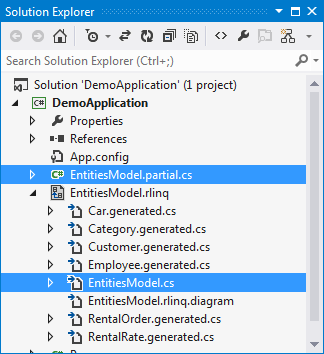 Solution Explorer
Search Solution Explorer (Ctrl+;)
Solution 'DemoApplication' (1 project)
C# DemoApplication
Properties
References
App.config
C# EntitiesModel.partial.cs
EntitiesModel.rlinq
Car.generated.cs
Category.generated.cs
Customer.generated.cs
Employee.generated.cs
EntitiesModel.cs
EntitiesModel.rlinq.diagram
RentalOrder.generated.cs
RentalRate.generated.cs